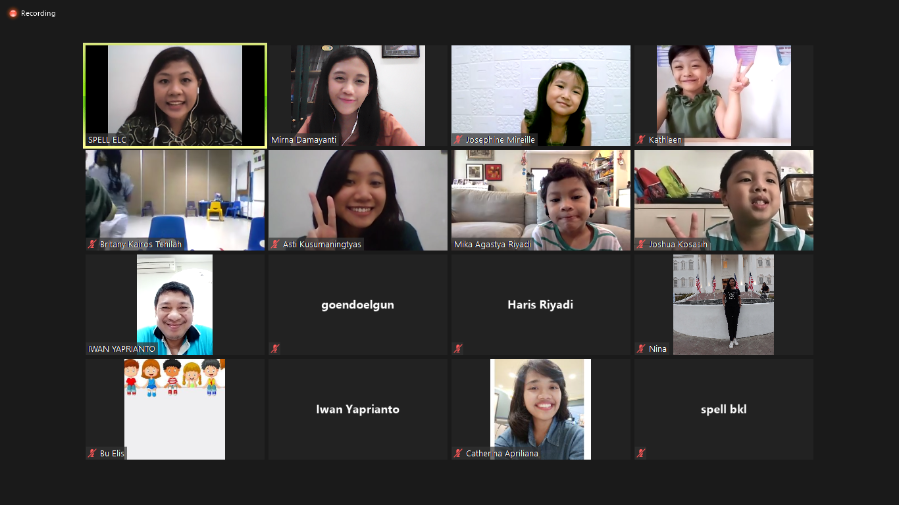 Recording
SPELL ELC
Mirna Damayanti
Josephine Mireille
Kathleen
Britany Kairos Tenilah
Asti Kusumaningtyas
Mika Agastya Riyadi
Joshua Kosasih
IWAN YAPRIANTO
goendoelgun
Haris Riyadi
Nina
Bu Elis
Iwan Yaprianto
Catherina Apriliana
spell bkl